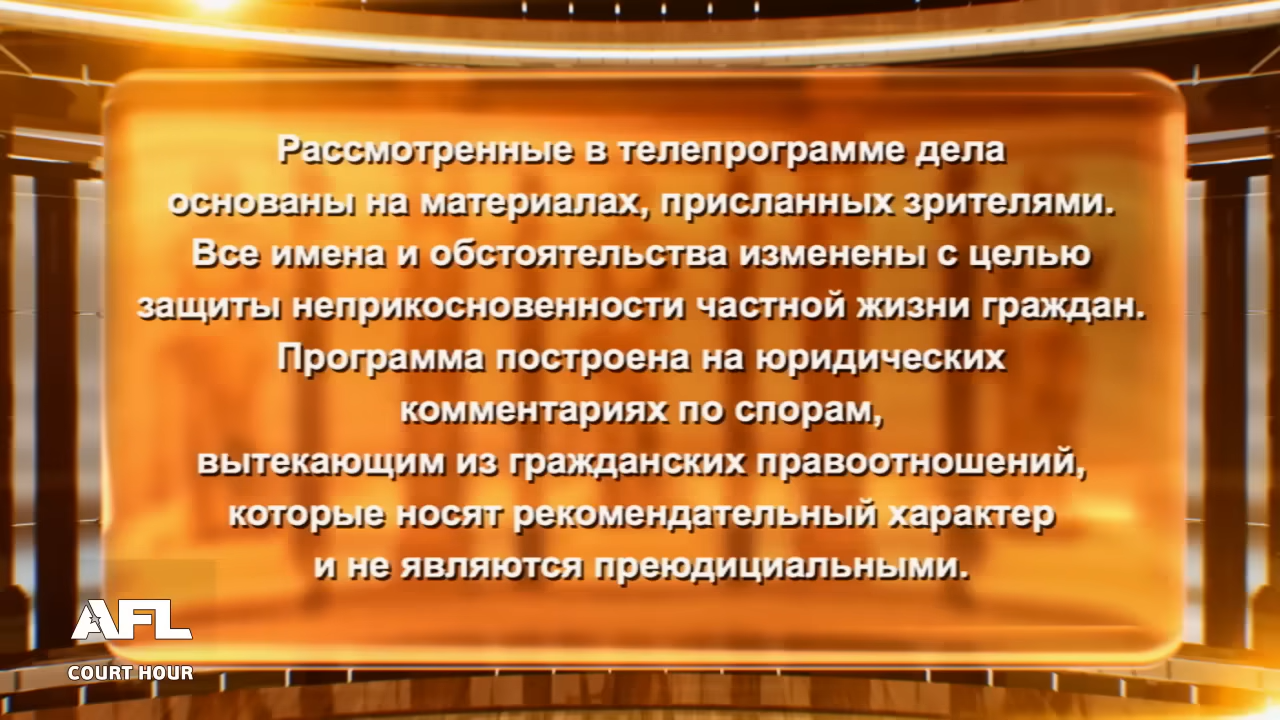 Рассмотренные в телепрограмме дела
основаны на материалах, присланных зрителями.
Все имена и обстоятельства изменены с целью
защиты неприкосновенности частной жизни граждан.
Программа построена на юридических
комментариях по спорам,
вытекающим из гражданских правоотношений,
которые носят рекомендательный характер
и не являются преюдициальными.
AFL
COURT HOUR